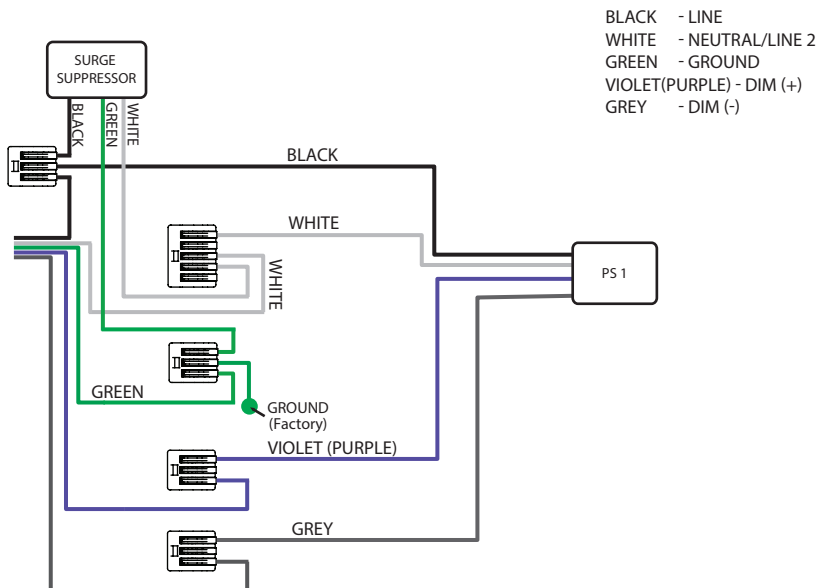 BLACK - LINE
WHITE - NEUTRAL/LINE 2
GREEN - GROUND
VIOLET(PURPLE) - DIM (+)
GREY - DIM (-)
SURGE
SUPPRESSOR
BLACK
GREEN
WHITE
BLACK
WHITE
WHITE
PS 1
GREEN
GROUND
(Factory)
VIOLET (PURPLE)
GREY